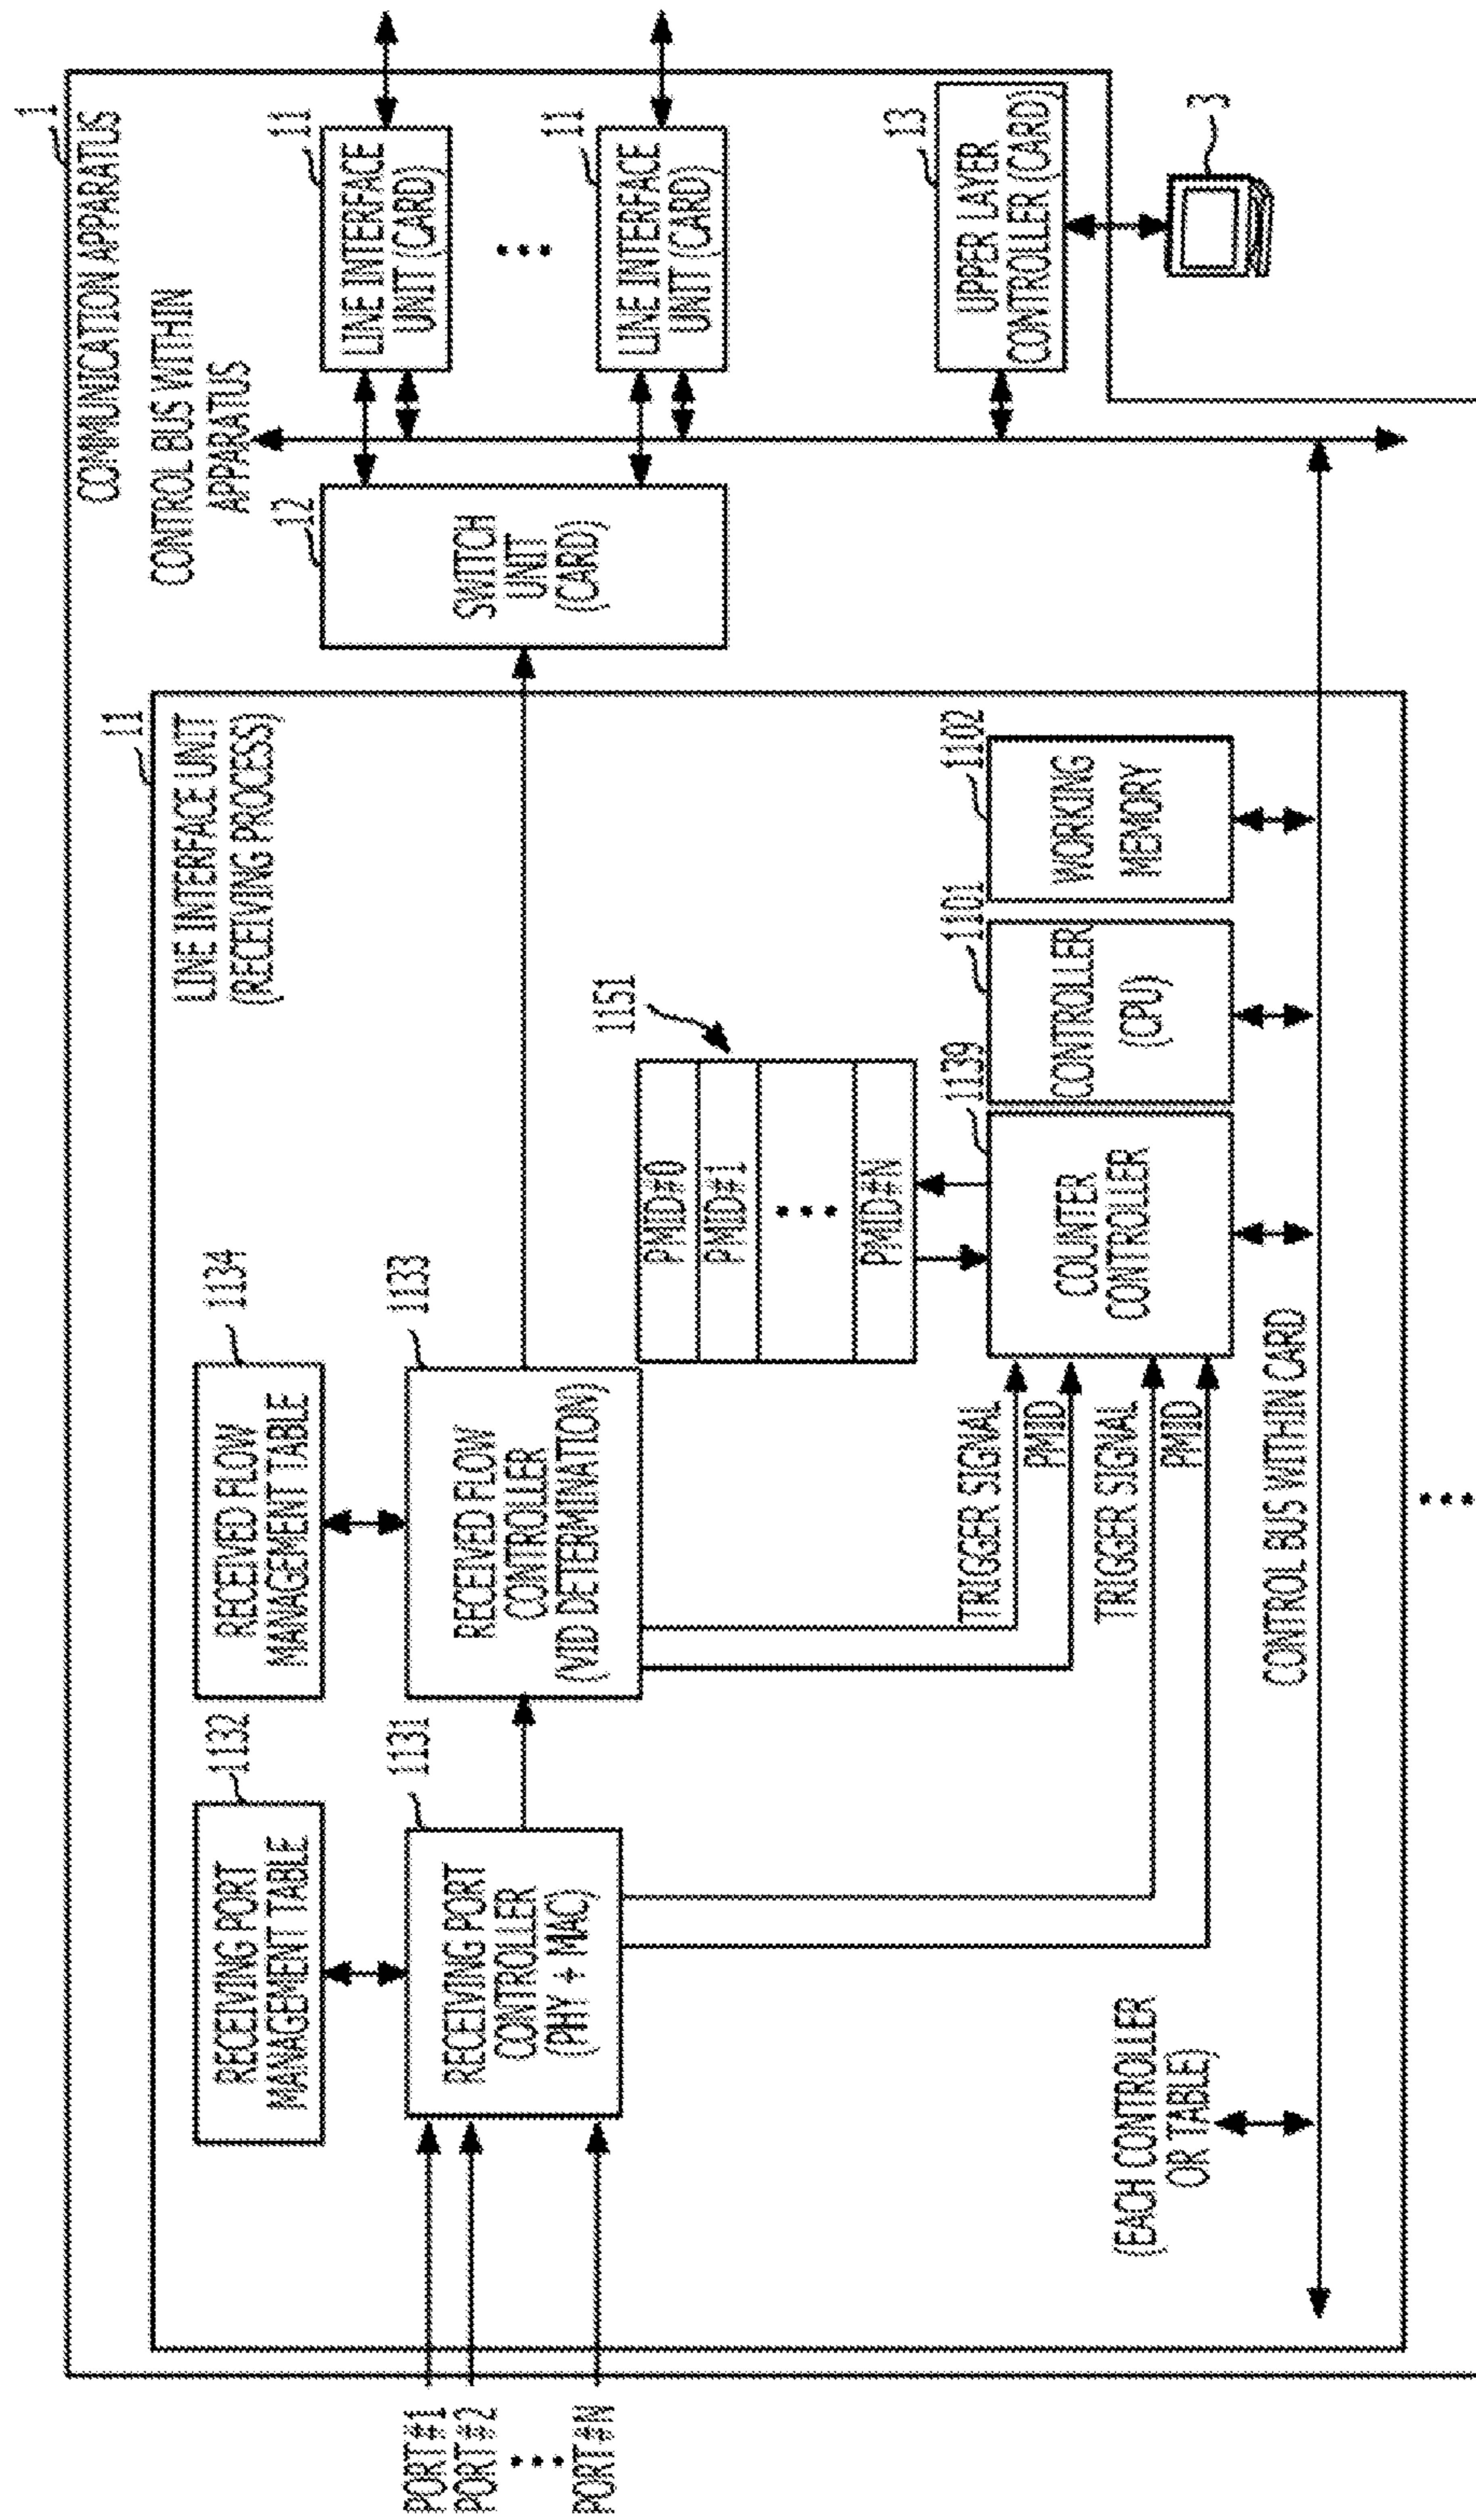 1
COMMUNICATION APPARATUS
CONTROL BUS WITHIN
APPARATUS
11
LINE INTERFACE UNIT
(RECEIVING PROCESS)
12
SWITCH
UNIT
(CARD)
11
LINE INTERFACE
UNIT (CARD)
11
LINE INTERFACE
UNIT (CARD)
13
UPPER LAYER
CONTROLLER (CARD)
3
1132
RECEIVING PORT
MANAGEMENT TABLE
1134
RECEIVED FLOW
MANAGEMENT TABLE
PORT#1
PORT#2
PORT#N
1131
RECEIVING PORT
CONTROLLER
(PHY + MAC)
1133
RECEIVED FLOW
CONTROLLER
(VID DETERMINATION)
1151
PMID#0
PMID#1
PMID#N
TRIGGER SIGNAL
PMID
TRIGGER SIGNAL
PMID
1139
COUNTER
CONTROLLER
1101
CONTROLLER
(CPU)
1102
WORKING
MEMORY
(EACH CONTROLLER
OR TABLE)
CONTROL BUS WITHIN CARD